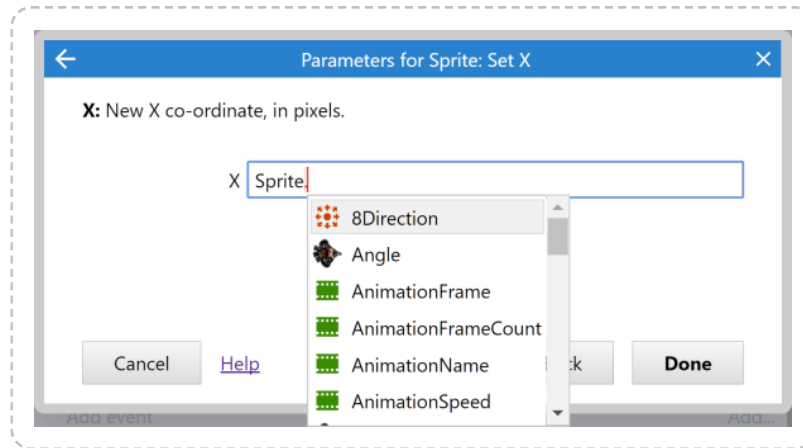 Parameters for Sprite: Set X
X: New X co-ordinate, in pixels.
X Sprite.
8Direction
Angle
AnimationFrame
AnimationFrameCount
AnimationName
AnimationSpeed
Cancel Help Done
Add event Add...